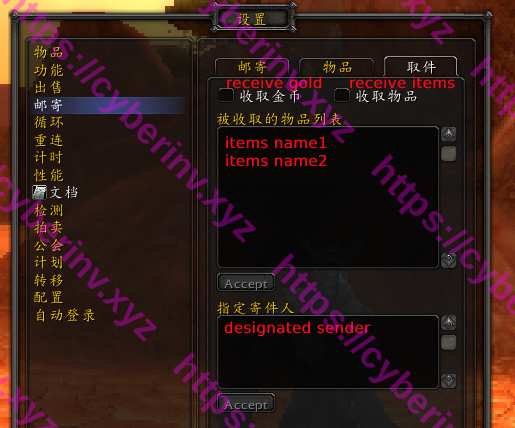 设置
物品
功能
出售
邮寄
循环
重连
计时
性能
文档
检测
拍卖
公会
计划
转移
配置
自动登录
邮寄
物品
取件
receive gold
receive items
收取金币
收取物品
被收取的物品列表
items name1
items name2
Accept
指定寄件人
designated sender
Accept
https://cyberinv.xyz